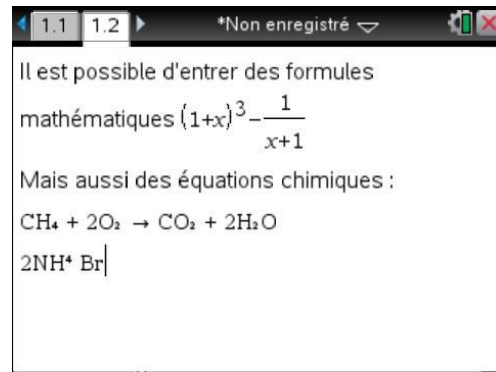 1.1 1.2 *Non enregistré
Il est possible d'entrer des formules
mathématiques (1+x)³−1/(x+1)
Mais aussi des équations chimiques :
CH₄ + 2O₂ → CO₂ + 2H₂O
2NH⁴ Br